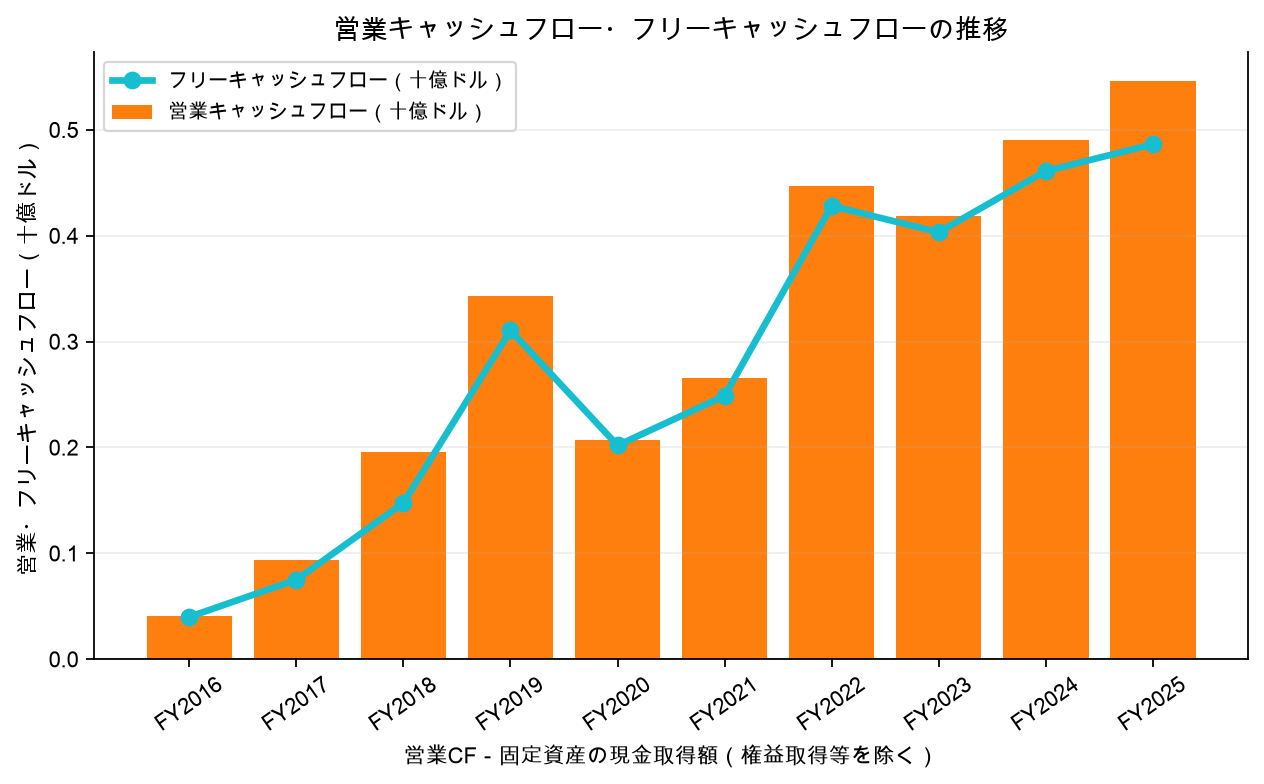 営業キャッシュフロー・フリーキャッシュフローの推移
フリーキャッシュフロー（十億ドル）
営業キャッシュフロー（十億ドル）
営業・フリーキャッシュフロー（十億ドル）
0.5
0.4
0.3
0.2
0.1
0.0
FY2016
FY2017
FY2018
FY2019
FY2020
FY2021
FY2022
FY2023
FY2024
FY2025
営業CF - 固定資産の現金取得額（権益取得等を除く）